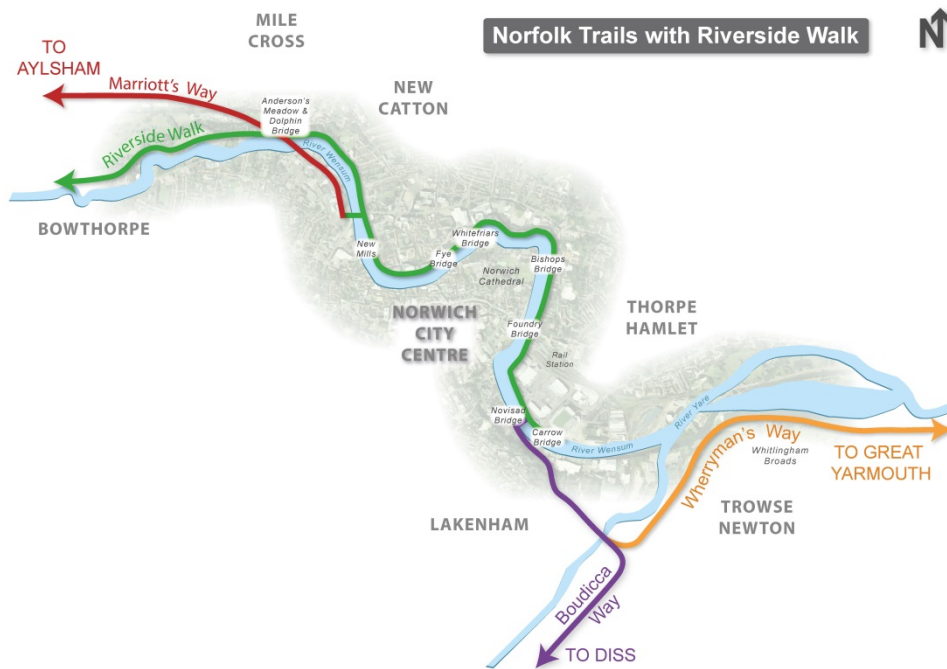 MILE
CROSS
Norfolk Trails with Riverside Walk
N
TO
AYLSHAM
Marriott's Way
NEW
CATTON
Anderson's
Meadow &
Dolphin
Bridge
Riverside Walk
River Wensum
BOWTHORPE
New
Mills
Fye
Bridge
Whitefriars
Bridge
Norwich
Cathedral
Bishops
Bridge
NORWICH
CITY
CENTRE
THORPE
HAMLET
Foundry
Bridge
Rail
Station
Novisad
Bridge
Carrow
Bridge
River Wensum
River Yare
Wherryman's Way
Whitlingham
Broads
TO GREAT
YARMOUTH
LAKENHAM
TROWSE
NEWTON
Boudicca
Way
TO DISS